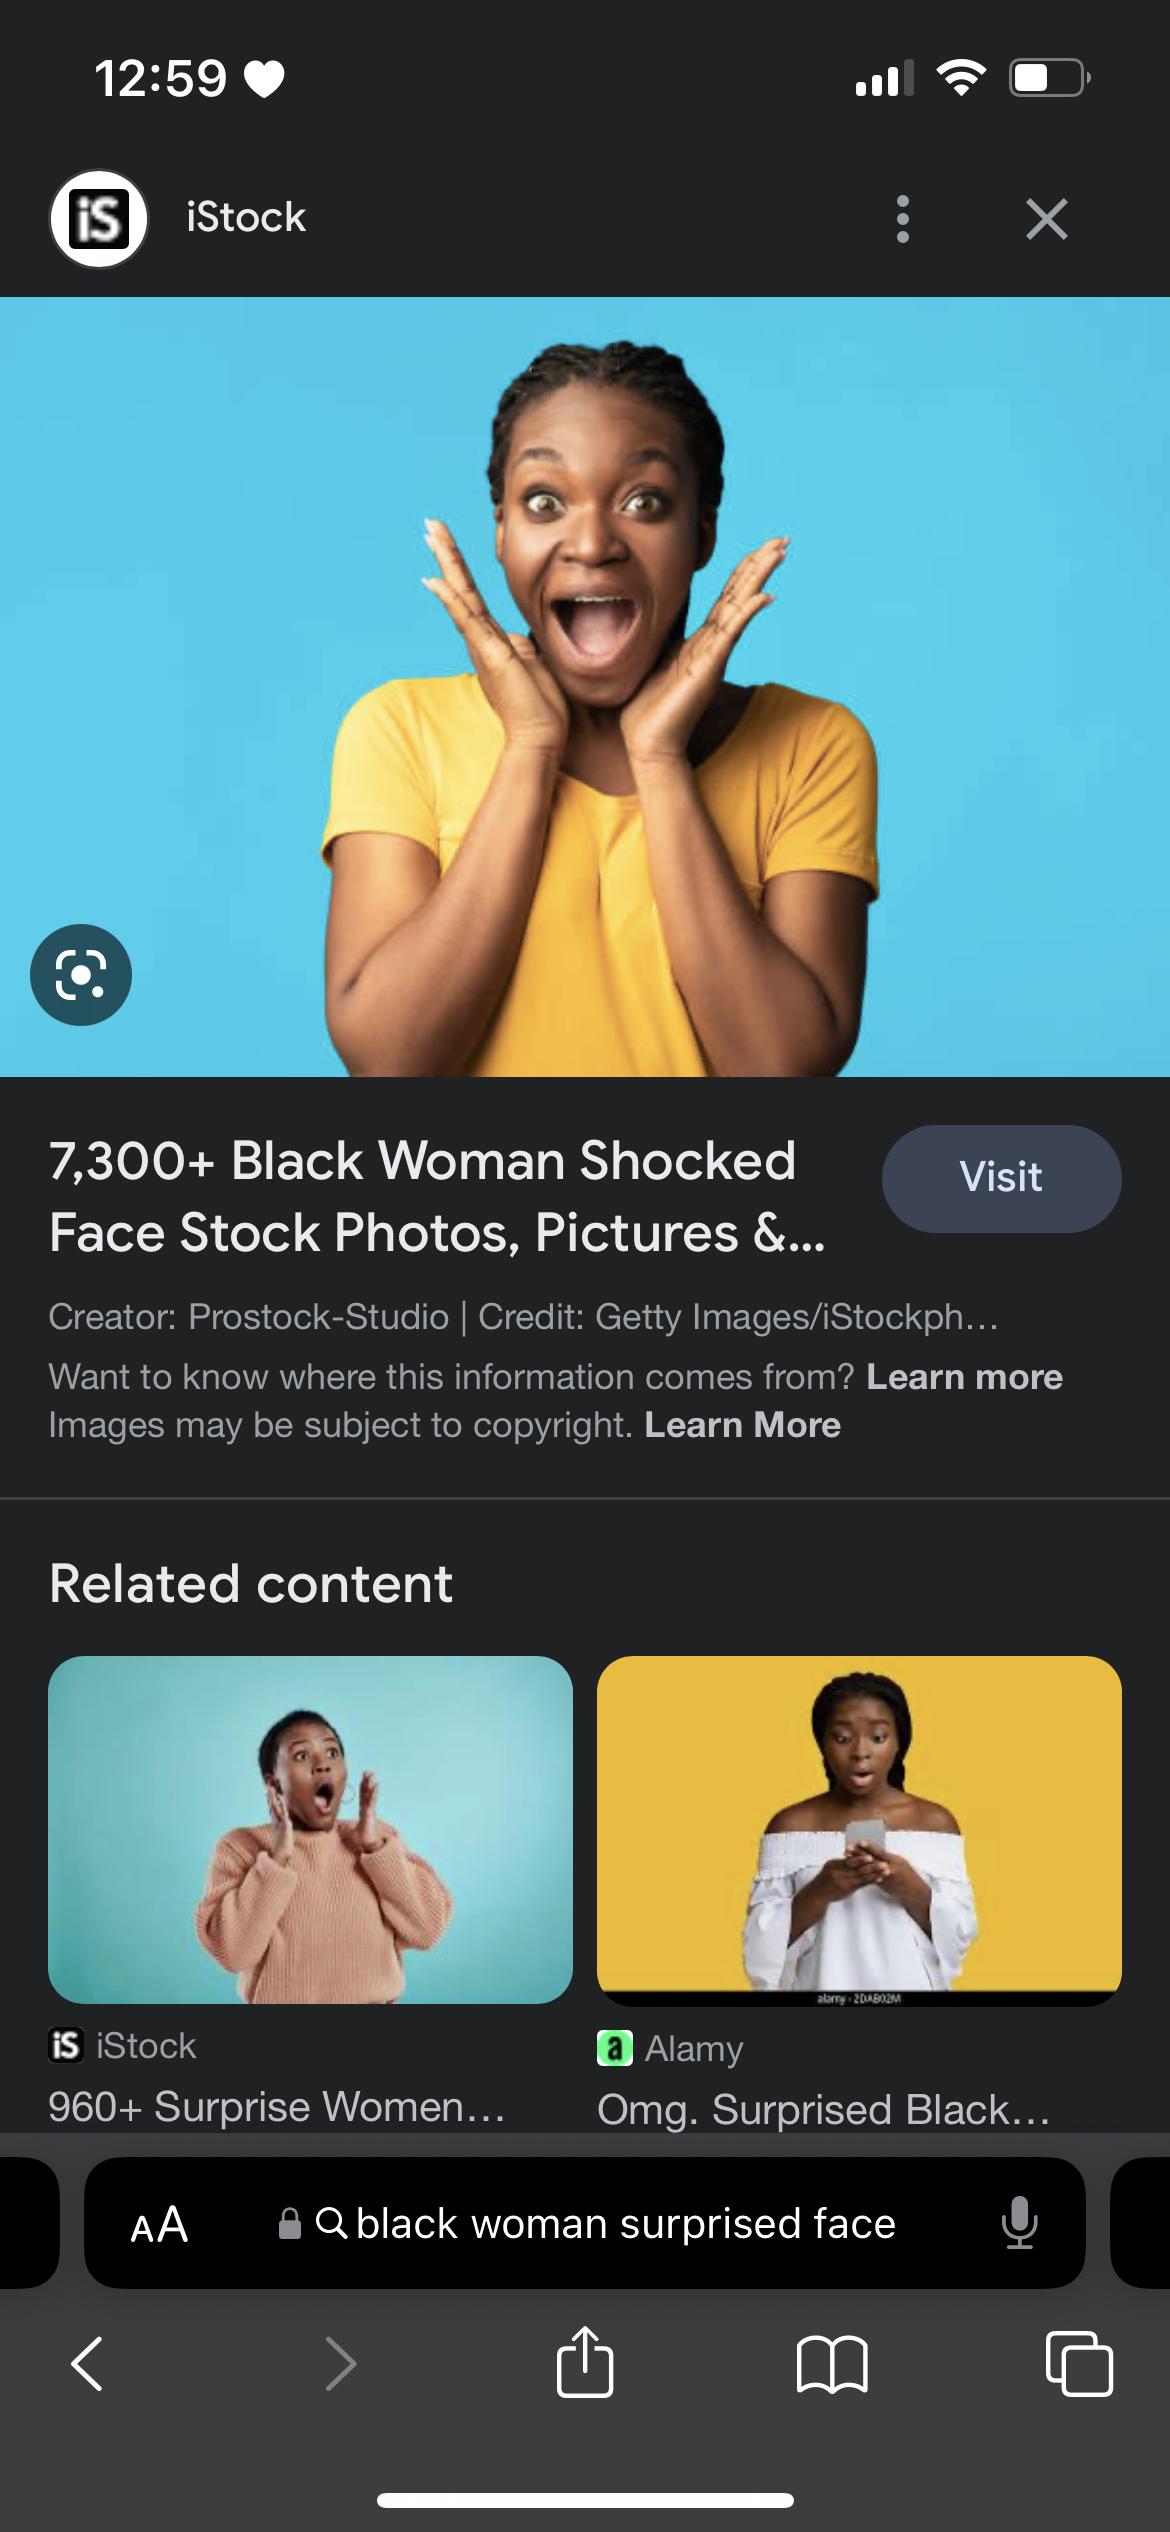 12:59
iS iStock
7,300+ Black Woman Shocked
Face Stock Photos, Pictures &...
Visit
Creator: Prostock-Studio | Credit: Getty Images/iStockph...
Want to know where this information comes from? Learn more
Images may be subject to copyright. Learn More
Related content
alamy - 2DAB02M
iS iStock
960+ Surprise Women...
a Alamy
Omg. Surprised Black...
AA black woman surprised face